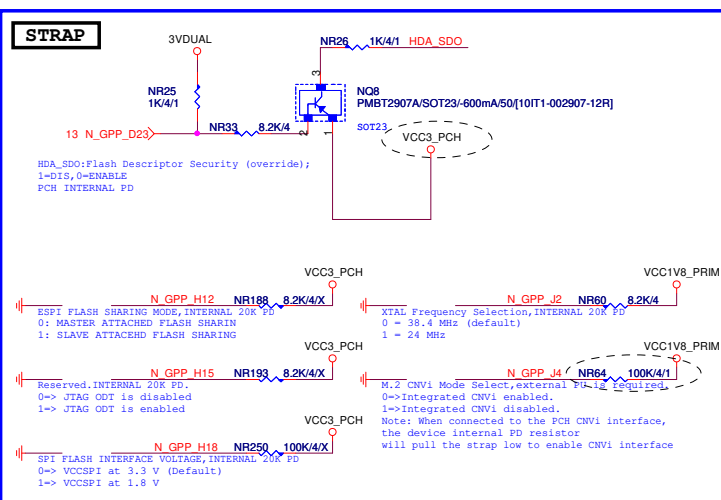 STRAP
3VDUAL
NR26 1K/4/1 HDA_SDO
3
NR25
1K/4/1
NQ8
PMBT2907A/SOT23/-600mA/50/[10IT1-002907-12R]
SOT23
13 N_GPP_D23
NR33 8.2K/4
2
1
VCC3_PCH
HDA_SDO:Flash Descriptor Security (override);
1=DIS,0=ENABLE
PCH INTERNAL PD
VCC3_PCH
N_GPP_H12 NR188 8.2K/4/X
ESPI FLASH SHARING MODE,INTERNAL 20K PD
0: MASTER ATTACHED FLASH SHARIN
1: SLAVE ATTACEHD FLASH SHARING
VCC1V8_PRIM
N_GPP_J2 NR60 8.2K/4
XTAL Frequency Selection,INTERNAL 20K PD
0 = 38.4 MHz (default)
1 = 24 MHz
VCC3_PCH
N_GPP_H15 NR193 8.2K/4/X
Reserved.INTERNAL 20K PD.
0=> JTAG ODT is disabled
1=> JTAG ODT is enabled
VCC1V8_PRIM
N_GPP_J4 NR64 100K/4/1
M.2 CNVi Mode Select,external PU is required.
0=>Integrated CNVi enabled.
1=>Integrated CNVi disabled.
Note: When connected to the PCH CNVi interface,
the device internal PD resistor
will pull the strap low to enable CNVi interface
VCC3_PCH
N_GPP_H18 NR250 100K/4/X
SPI FLASH INTERFACE VOLTAGE,INTERNAL 20K PD
0=> VCCSPI at 3.3 V (Default)
1=> VCCSPI at 1.8 V